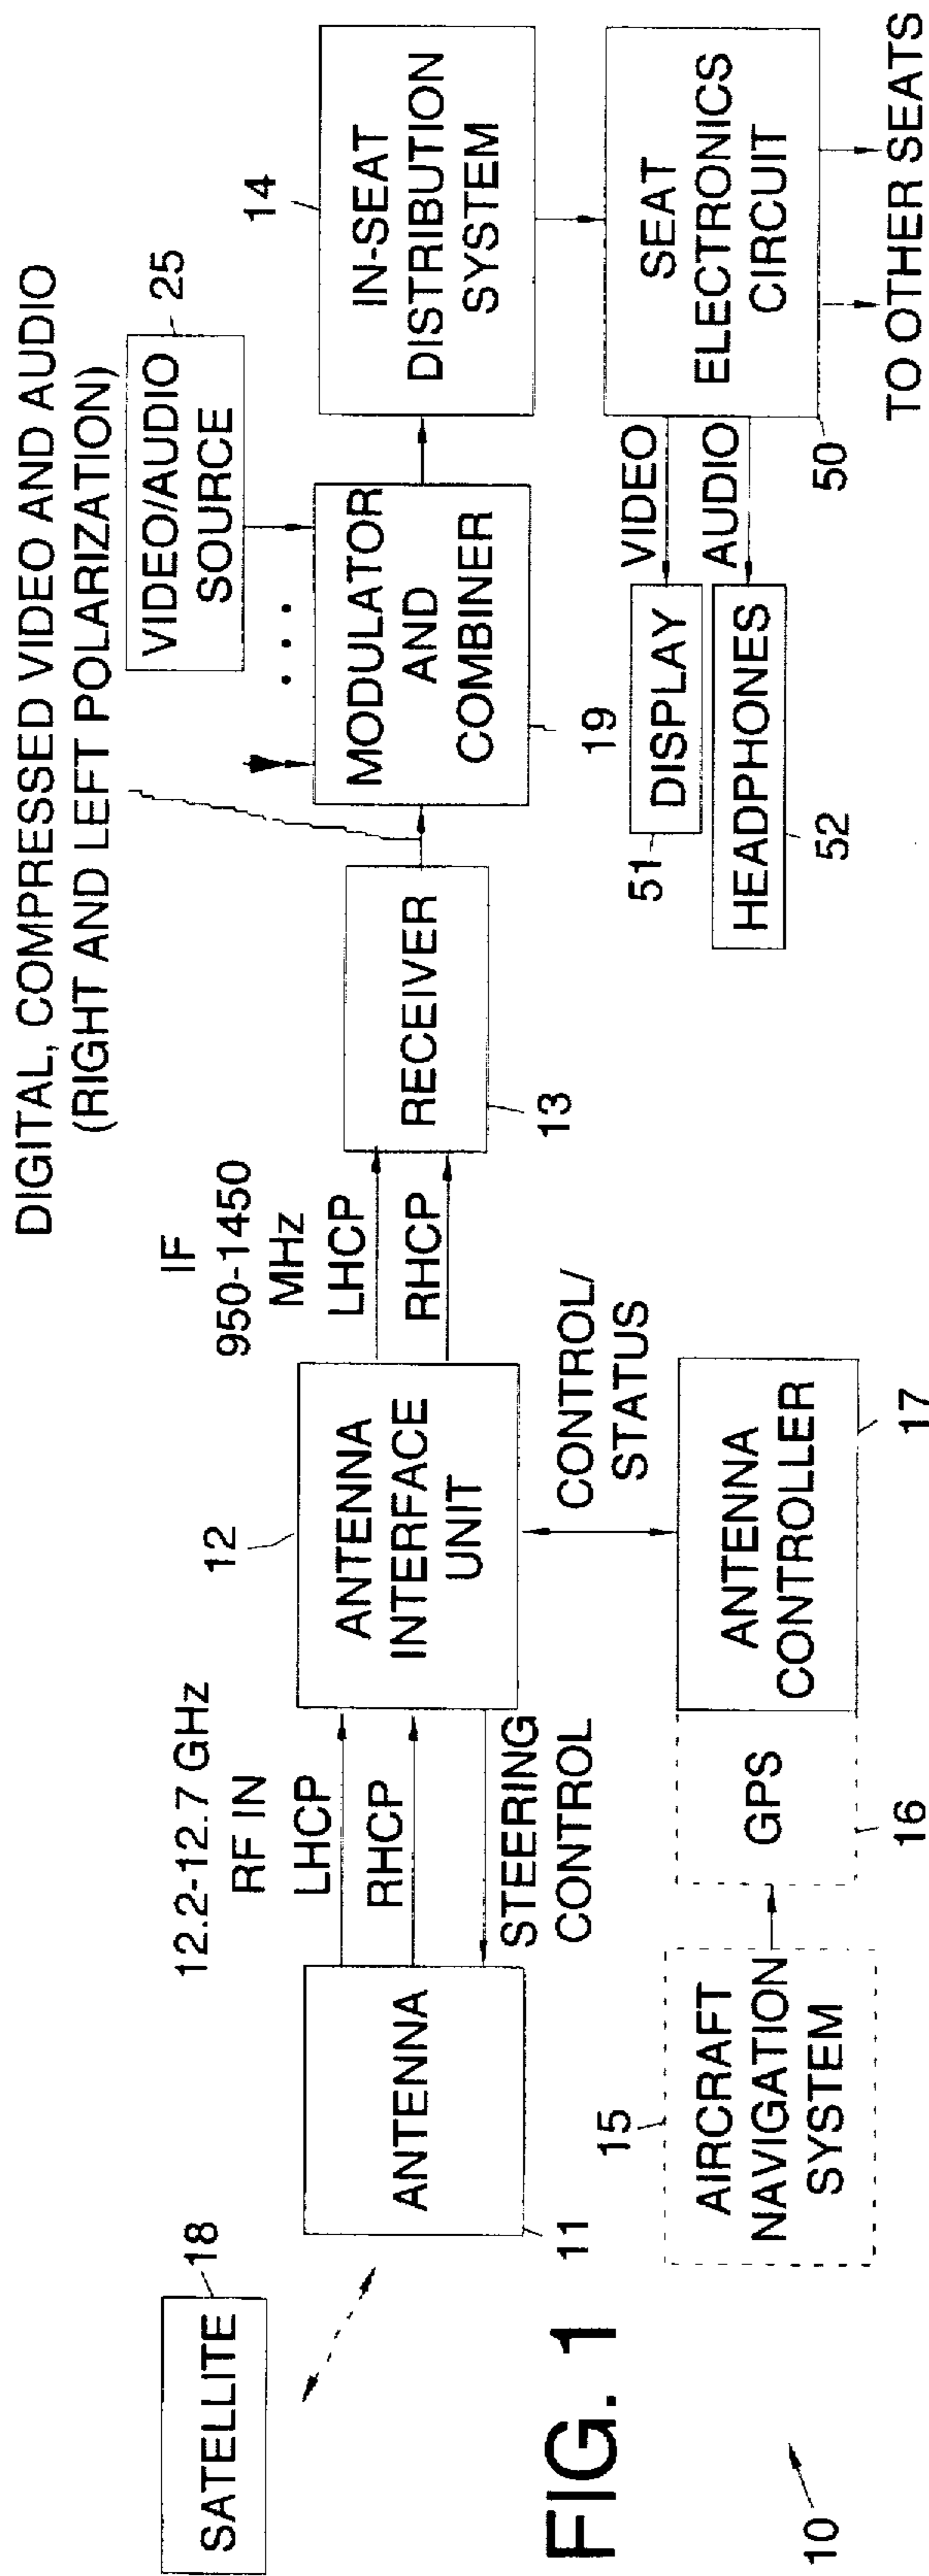 DIGITAL, COMPRESSED VIDEO AND AUDIO
(RIGHT AND LEFT POLARIZATION)
SATELLITE
18
12.2-12.7 GHz
RF IN
LHCP
RHCP
ANTENNA
11
STEERING
CONTROL
12
ANTENNA
INTERFACE
UNIT
IF
950-1450
MHz
LHCP
RHCP
RECEIVER
13
VIDEO/AUDIO
SOURCE
25
MODULATOR
AND
COMBINER
19
14
IN-SEAT
DISTRIBUTION
SYSTEM
CONTROL/
STATUS
15
AIRCRAFT
NAVIGATION
SYSTEM
GPS
16
ANTENNA
CONTROLLER
17
VIDEO
AUDIO
SEAT
ELECTRONICS
CIRCUIT
50
DISPLAY
51
HEADPHONES
52
TO OTHER SEATS
FIG. 1
10